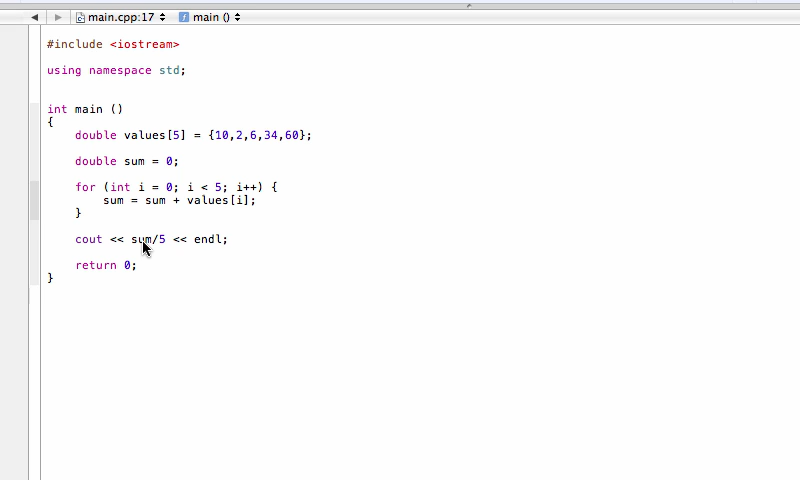 main.cpp:17 main ()
#include <iostream>
using namespace std;
int main ()
{
    double values[5] = {10,2,6,34,60};
    double sum = 0;
    for (int i = 0; i < 5; i++) {
        sum = sum + values[i];
    }
    cout << sum/5 << endl;
    return 0;
}